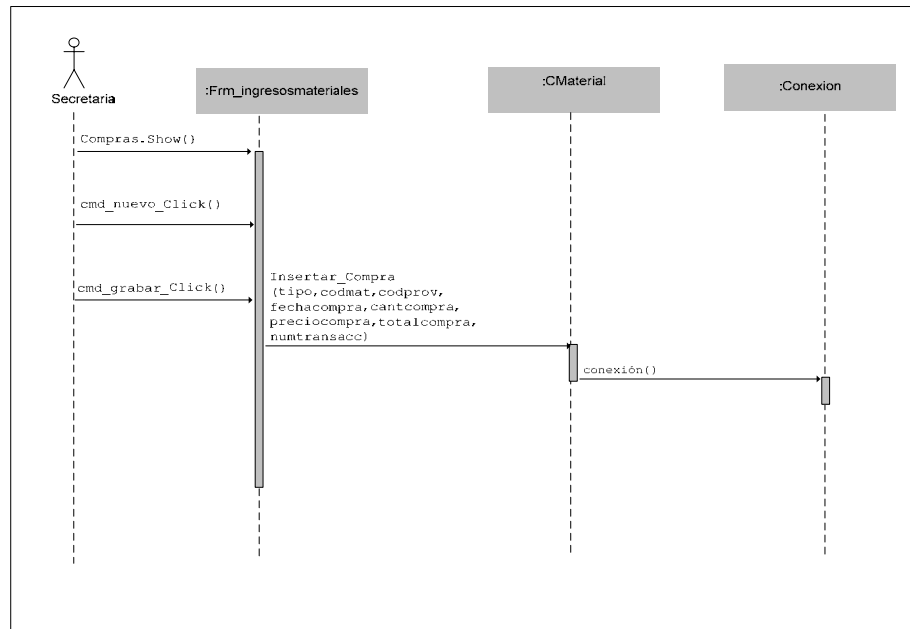 Secretaria
:Frm_ingresosmateriales
:CMaterial
:Conexion
Compras.Show()
cmd_nuevo_Click()
cmd_grabar_Click()
Insertar_Compra
(tipo,codmat,codprov,
fechacompra,cantcompra,
preciocompra,totalcompra,
numtransacc)
conexión()